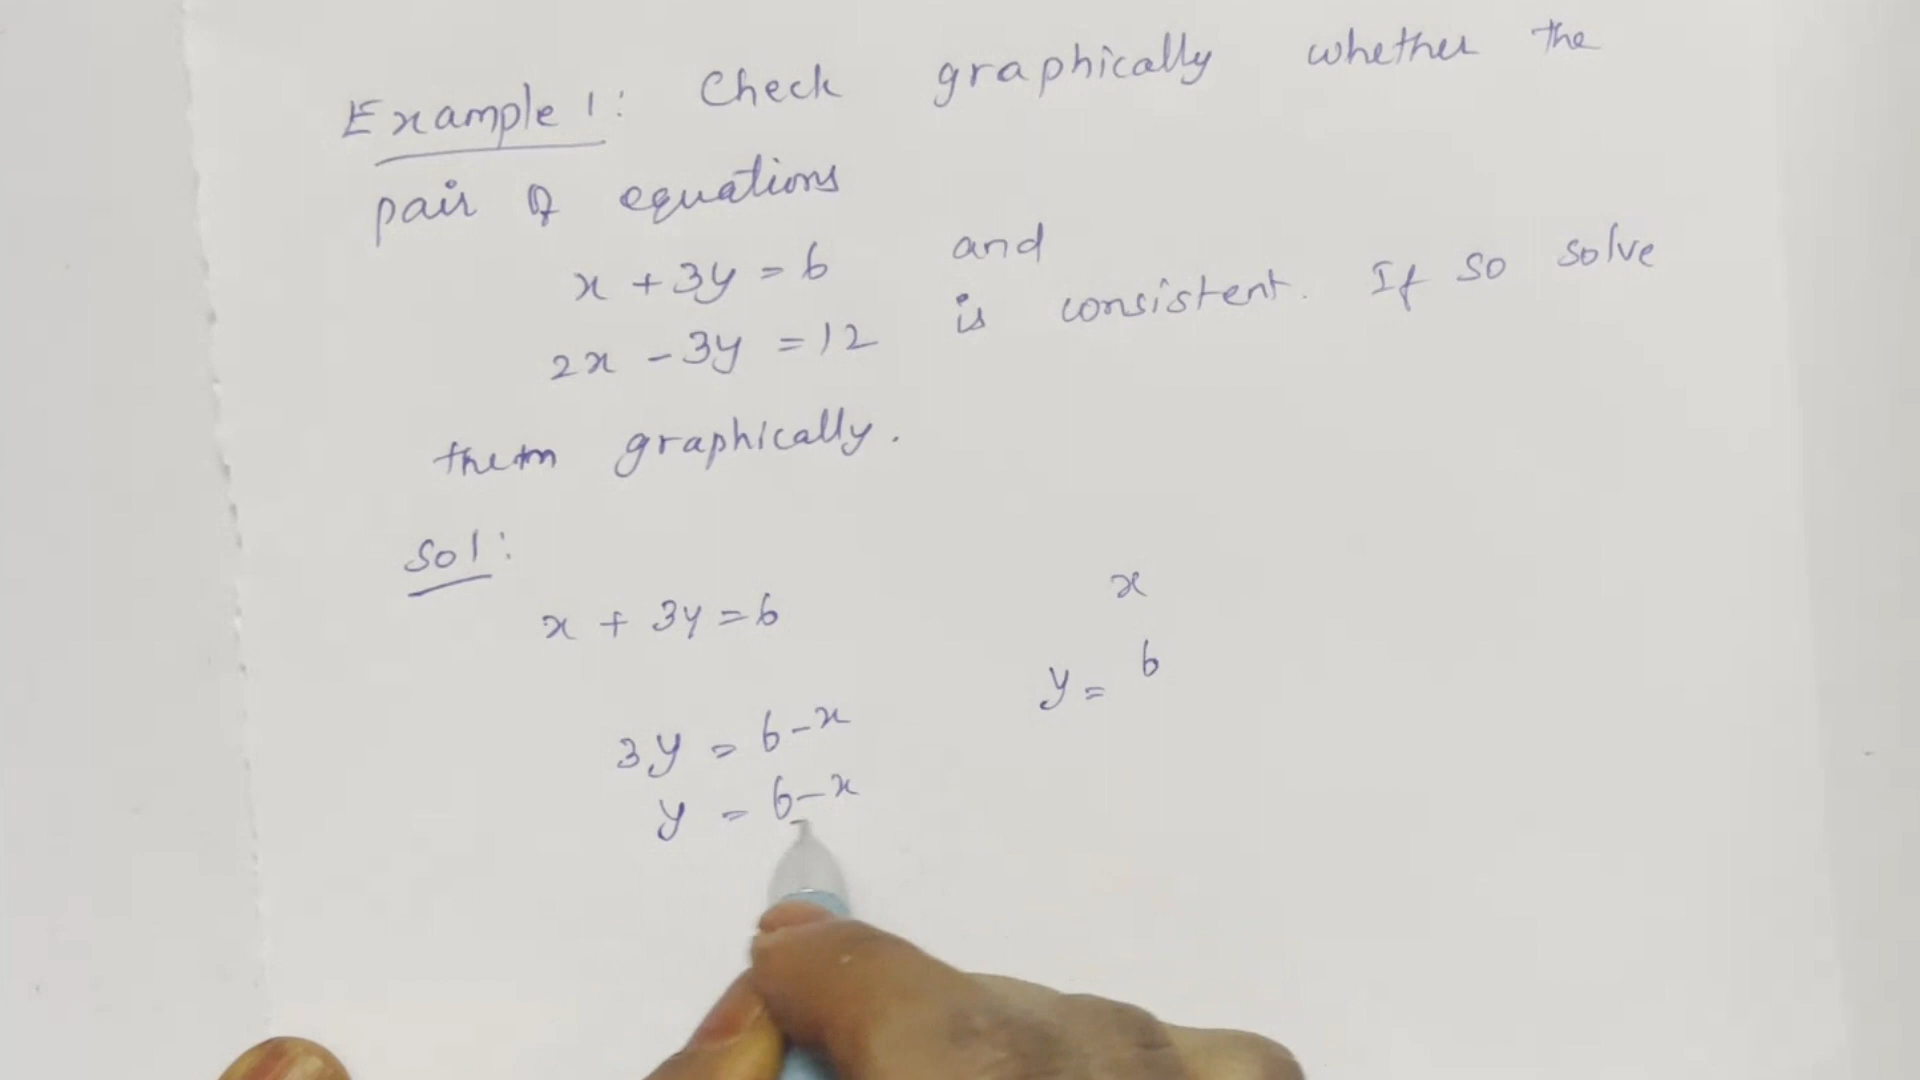 Example 1: Check graphically whether the
pair of equations
x + 3y = 6 and
2x - 3y = 12 is consistent. If so solve
them graphically.
Sol:
x + 3y = 6
x
y = 6
3y = 6 - x
y = 6 - x